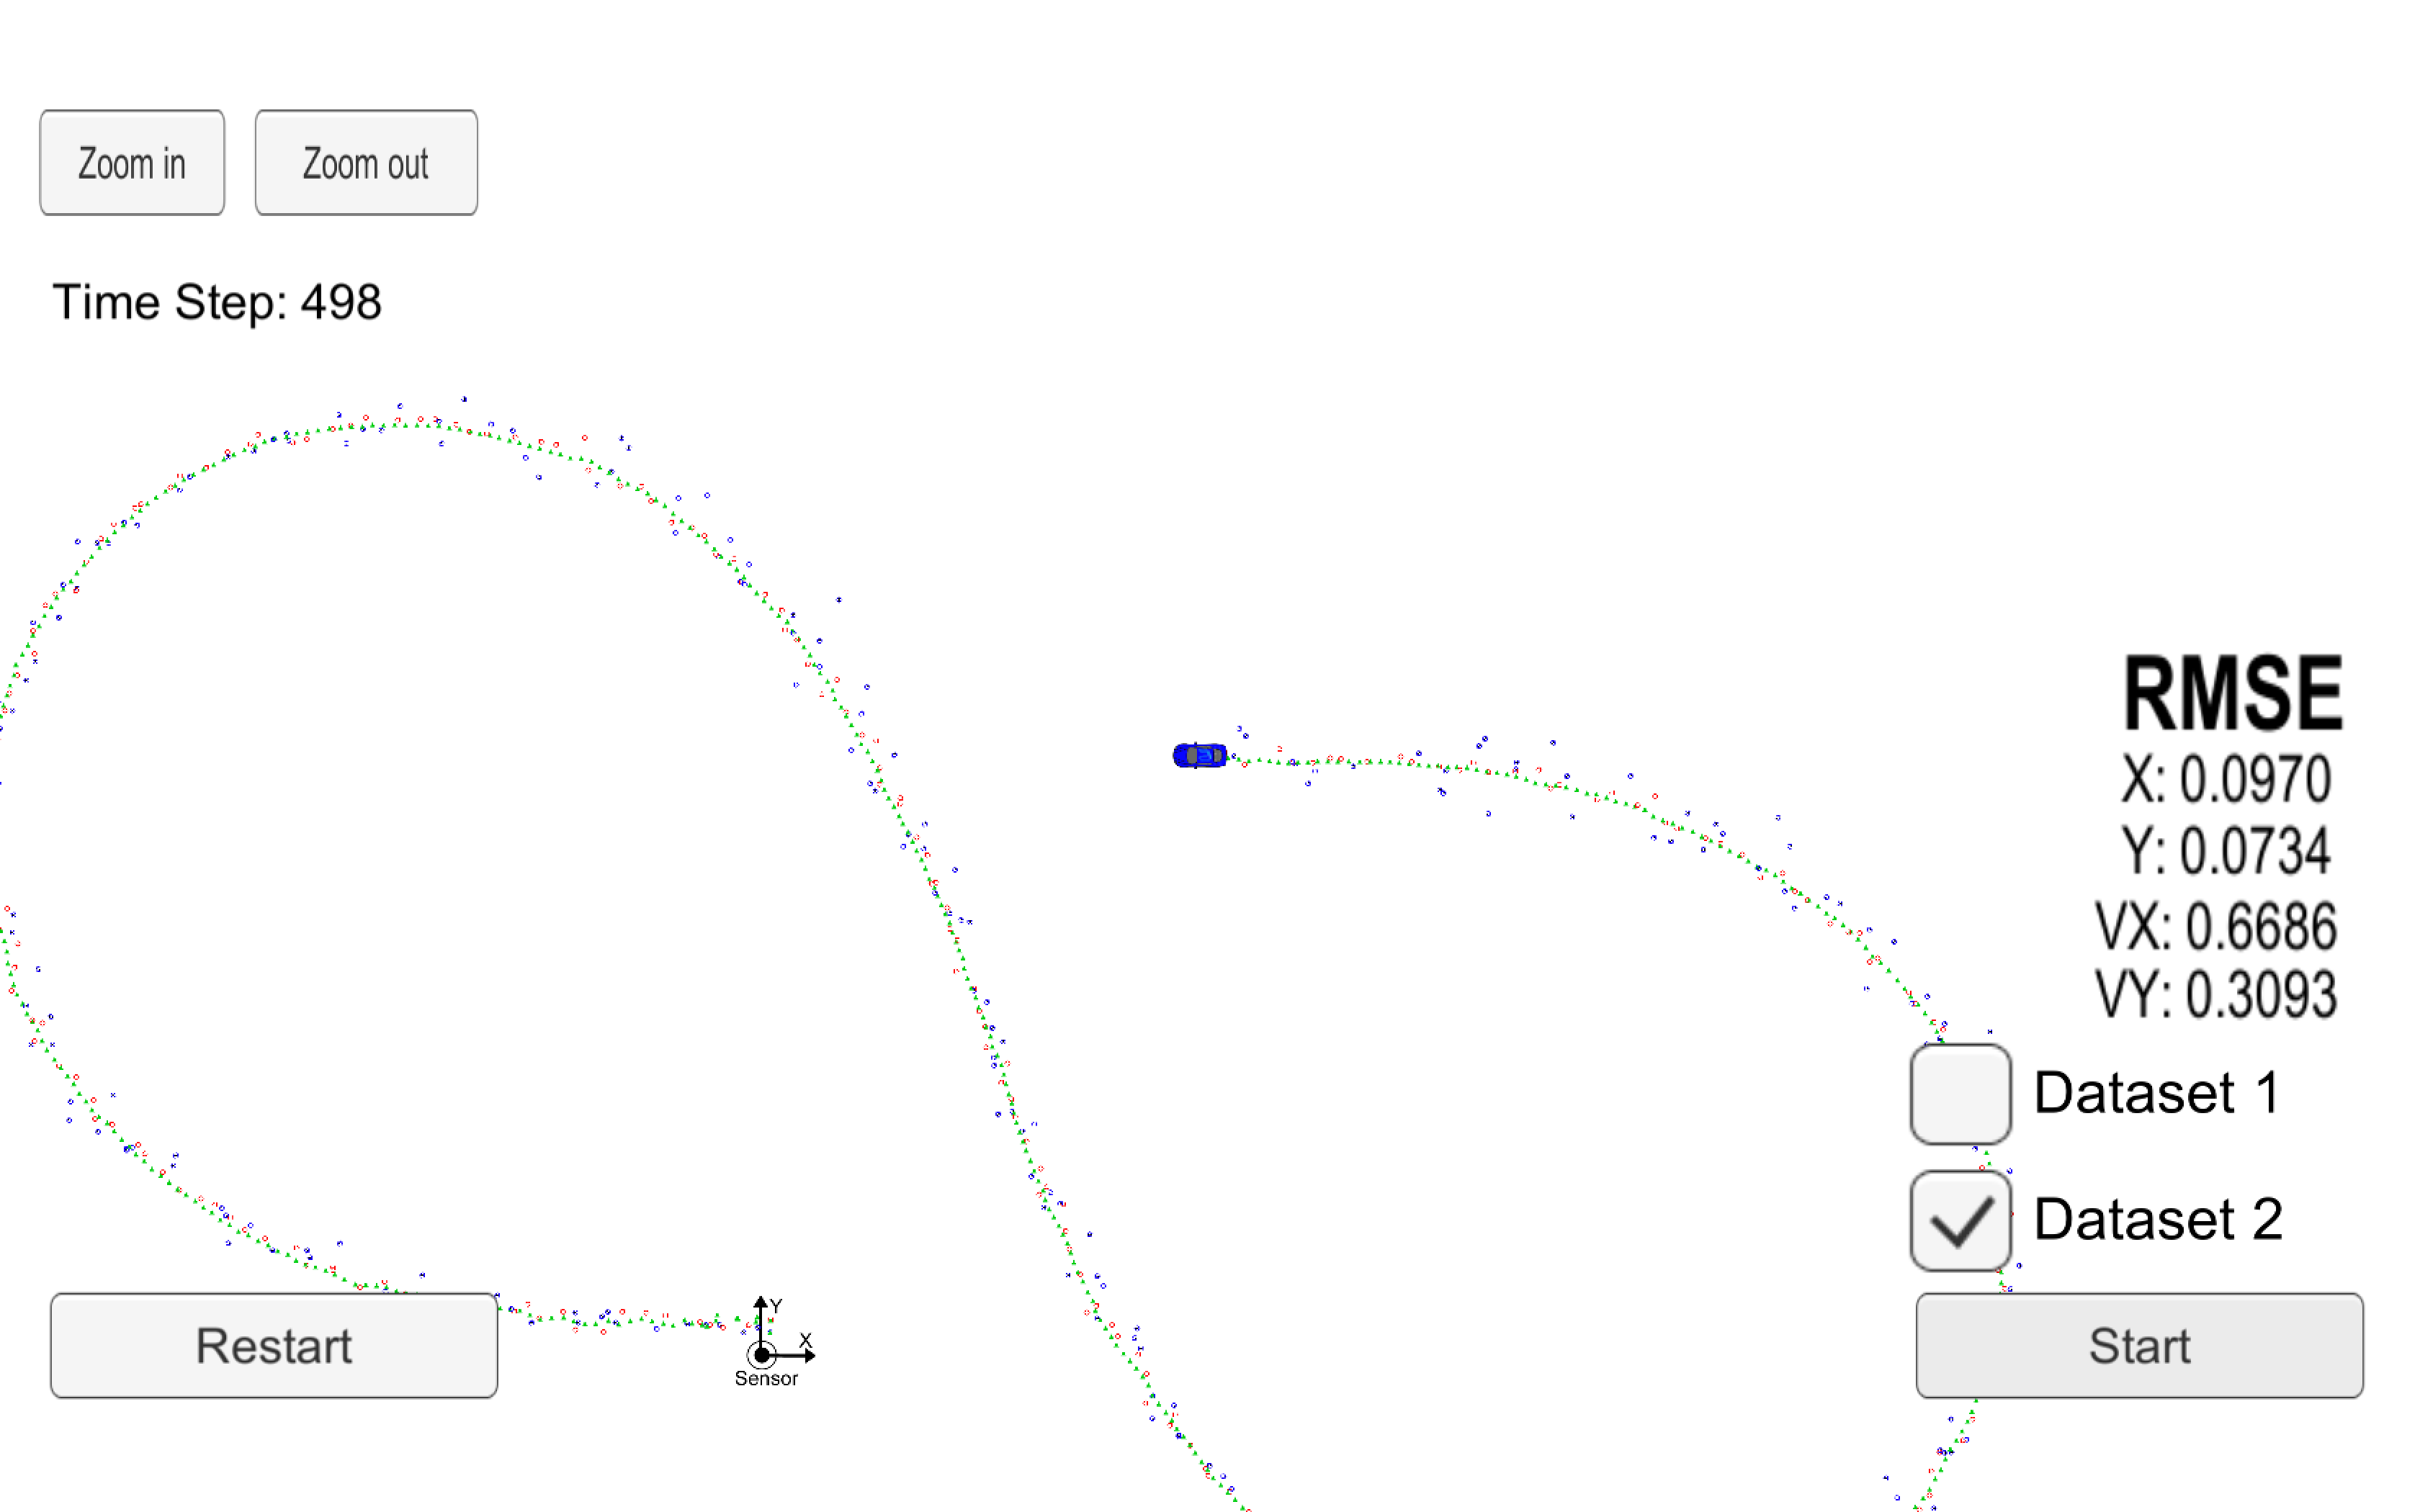 Zoom in
Zoom out
Time Step: 498
RMSE
X: 0.0970
Y: 0.0734
VX: 0.6686
VY: 0.3093
Dataset 1
Dataset 2
Y
X
Sensor
Restart
Start